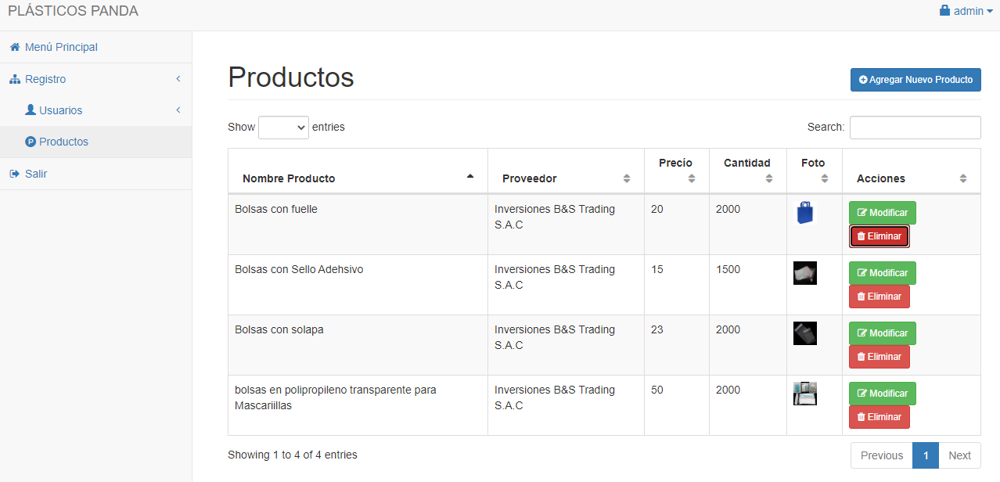 PLÁSTICOS PANDA
admin
Menú Principal
Registro
Usuarios
Productos
Salir
Productos
Agregar Nuevo Producto
Show entries
Search:
Nombre Producto
Proveedor
Precio
Cantidad
Foto
Acciones
Bolsas con fuelle
Inversiones B&S Trading
S.A.C
20
2000
Modificar
Eliminar
Bolsas con Sello Adehsivo
Inversiones B&S Trading
S.A.C
15
1500
Modificar
Eliminar
Bolsas con solapa
Inversiones B&S Trading
S.A.C
23
2000
Modificar
Eliminar
bolsas en polipropileno transparente para
Mascariillas
Inversiones B&S Trading
S.A.C
50
2000
Modificar
Eliminar
Showing 1 to 4 of 4 entries
Previous
1
Next